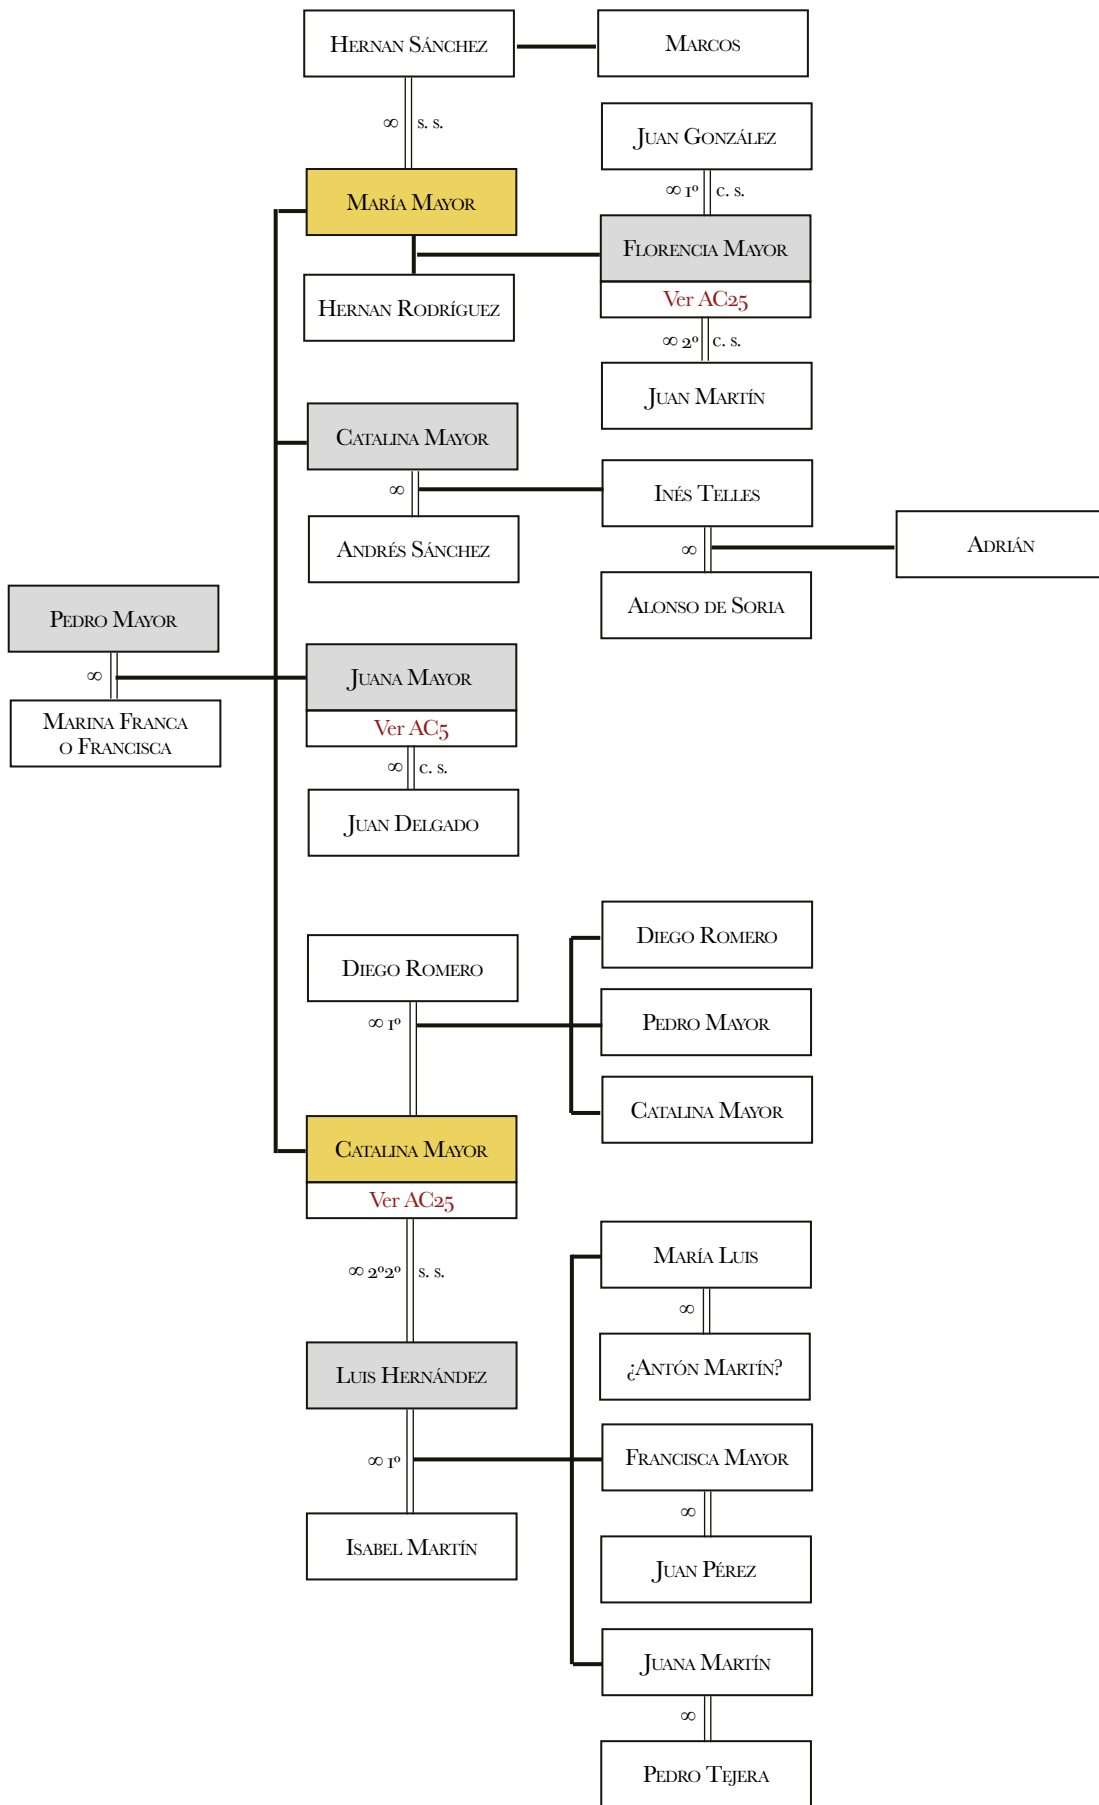 Hernan Sánchez
Marcos
∞ s. s.
Juan González
∞ 1º c. s.
María Mayor
Florencia Mayor
Ver AC25
Hernan Rodríguez
∞ 2º c. s.
Juan Martín
Catalina Mayor
∞
Inés Telles
Andrés Sánchez
∞
Adrián
Alonso de Soria
Pedro Mayor
∞
Marina Franca
o Francisca
Juana Mayor
Ver AC5
∞ c. s.
Juan Delgado
Diego Romero
Diego Romero
∞ 1º
Pedro Mayor
Catalina Mayor
Catalina Mayor
Ver AC25
∞ 2º2º s. s.
María Luis
∞
¿Antón Martín?
Luis Hernández
∞ 1º
Francisca Mayor
∞
Isabel Martín
Juan Pérez
Juana Martín
∞
Pedro Tejera